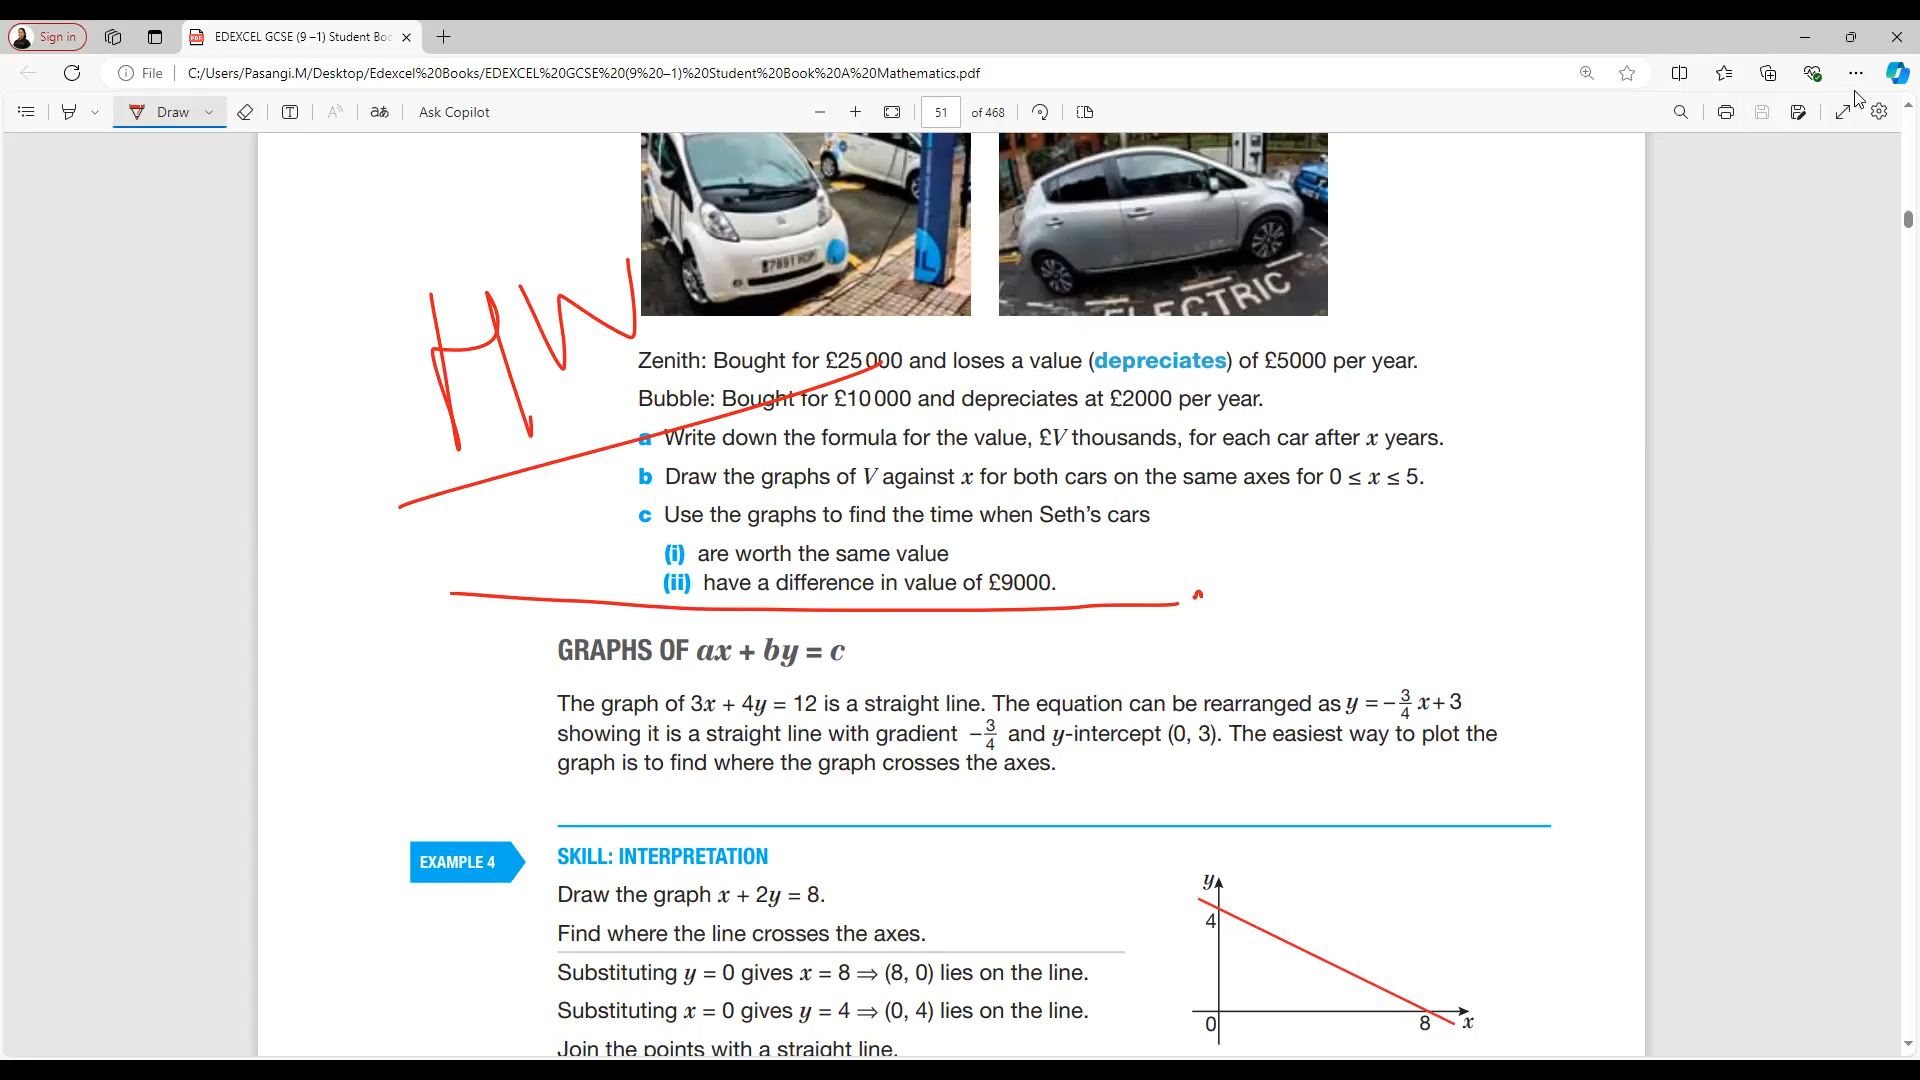 Sign in
EDEXCEL GCSE (9 –1) Student Boo
File
C:/Users/Pasangi.M/Desktop/Edexcel%20Books/EDEXCEL%20GCSE%20(9%20–1)%20Student%20Book%20A%20Mathematics.pdf
Draw
Ask Copilot
51 of 468
ELECTRIC
HW
Zenith: Bought for £25 000 and loses a value (depreciates) of £5000 per year.
Bubble: Bought for £10 000 and depreciates at £2000 per year.
a Write down the formula for the value, £V thousands, for each car after x years.
b Draw the graphs of V against x for both cars on the same axes for 0 ≤ x ≤ 5.
c Use the graphs to find the time when Seth's cars
(i) are worth the same value
(ii) have a difference in value of £9000.
GRAPHS OF ax + by = c
The graph of 3x + 4y = 12 is a straight line. The equation can be rearranged as y = −3/4 x + 3
showing it is a straight line with gradient −3/4 and y-intercept (0, 3). The easiest way to plot the
graph is to find where the graph crosses the axes.
EXAMPLE 4
SKILL: INTERPRETATION
Draw the graph x + 2y = 8.
Find where the line crosses the axes.
Substituting y = 0 gives x = 8 ⇒ (8, 0) lies on the line.
Substituting x = 0 gives y = 4 ⇒ (0, 4) lies on the line.
Join the points with a straight line.
y
4
0
8
x